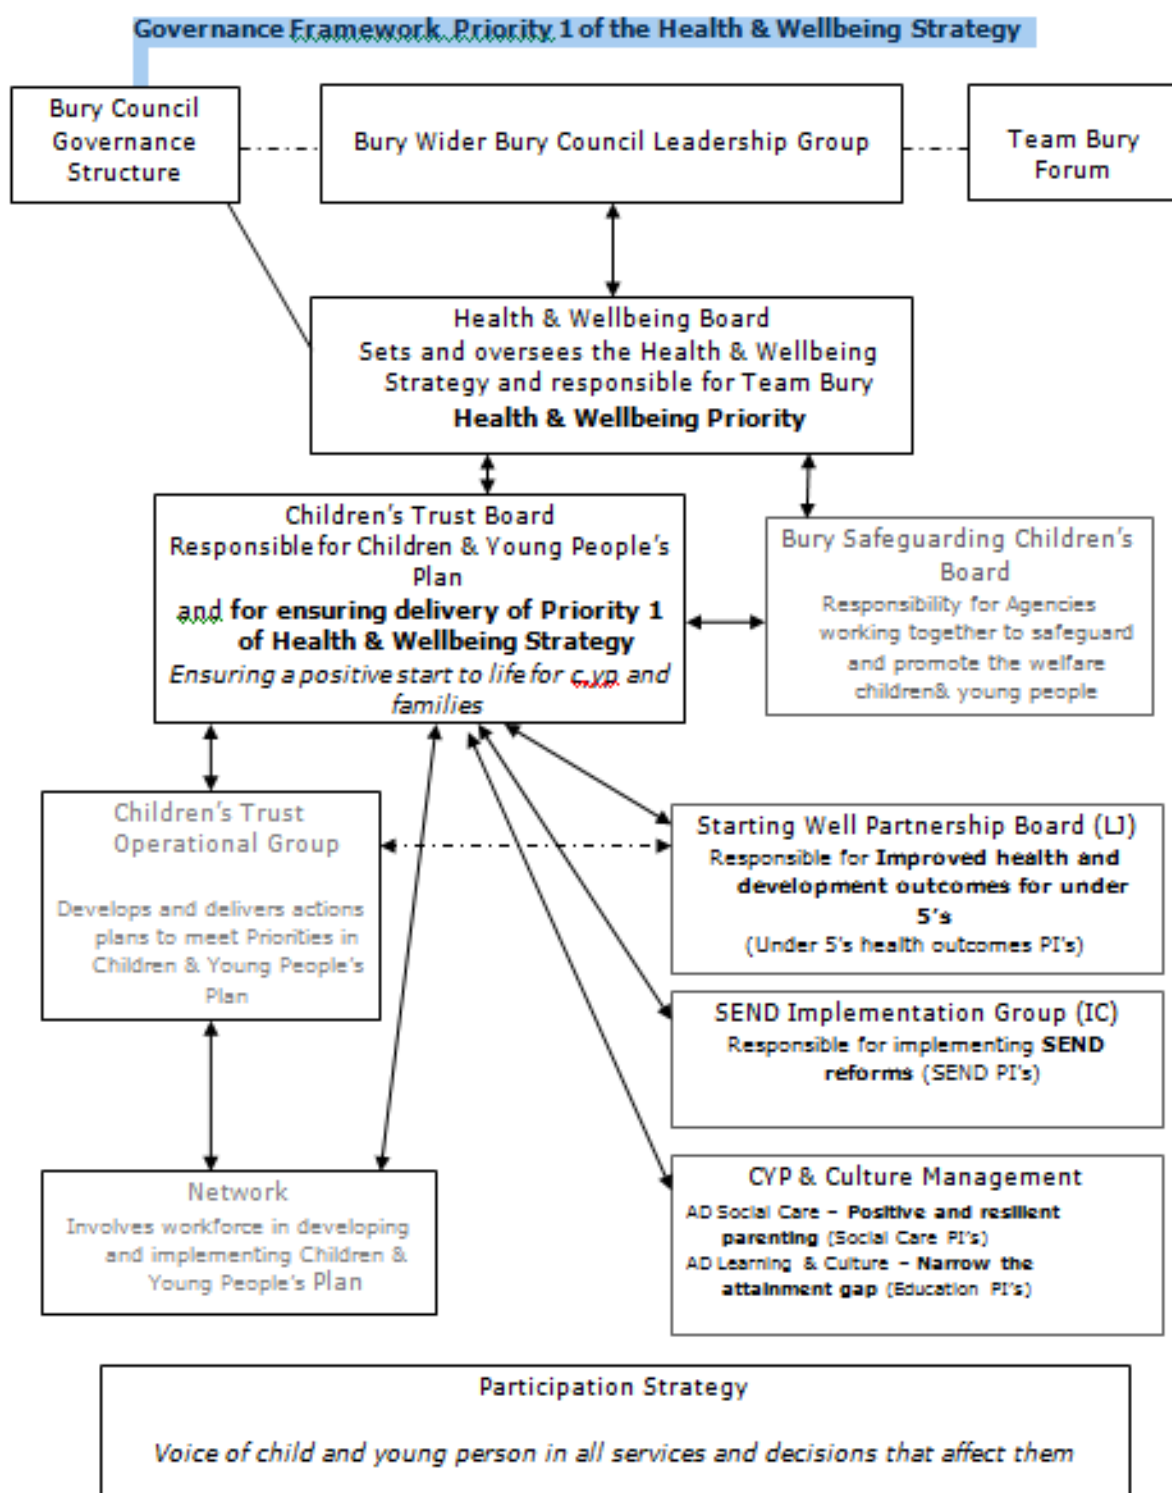 Governance Framework Priority 1 of the Health & Wellbeing Strategy
Bury Council
Governance
Structure
Bury Wider Bury Council Leadership Group
Team Bury
Forum
Health & Wellbeing Board
Sets and oversees the Health & Wellbeing
Strategy and responsible for Team Bury
Health & Wellbeing Priority
Children's Trust Board
Responsible for Children & Young People's
Plan
and for ensuring delivery of Priority 1
of Health & Wellbeing Strategy
Ensuring a positive start to life for c,yp and
families
Bury Safeguarding Children's
Board
Responsibility for Agencies
working together to safeguard
and promote the welfare
children& young people
Children's Trust
Operational Group
Develops and delivers actions
plans to meet Priorities in
Children & Young People's
Plan
Starting Well Partnership Board (LJ)
Responsible for Improved health and
development outcomes for under
5's
(Under 5's health outcomes PI's)
SEND Implementation Group (IC)
Responsible for implementing SEND
reforms (SEND PI's)
Network
Involves workforce in developing
and implementing Children &
Young People's Plan
CYP & Culture Management
AD Social Care – Positive and resilient
parenting (Social Care PI's)
AD Learning & Culture – Narrow the
attainment gap (Education PI's)
Participation Strategy
Voice of child and young person in all services and decisions that affect them